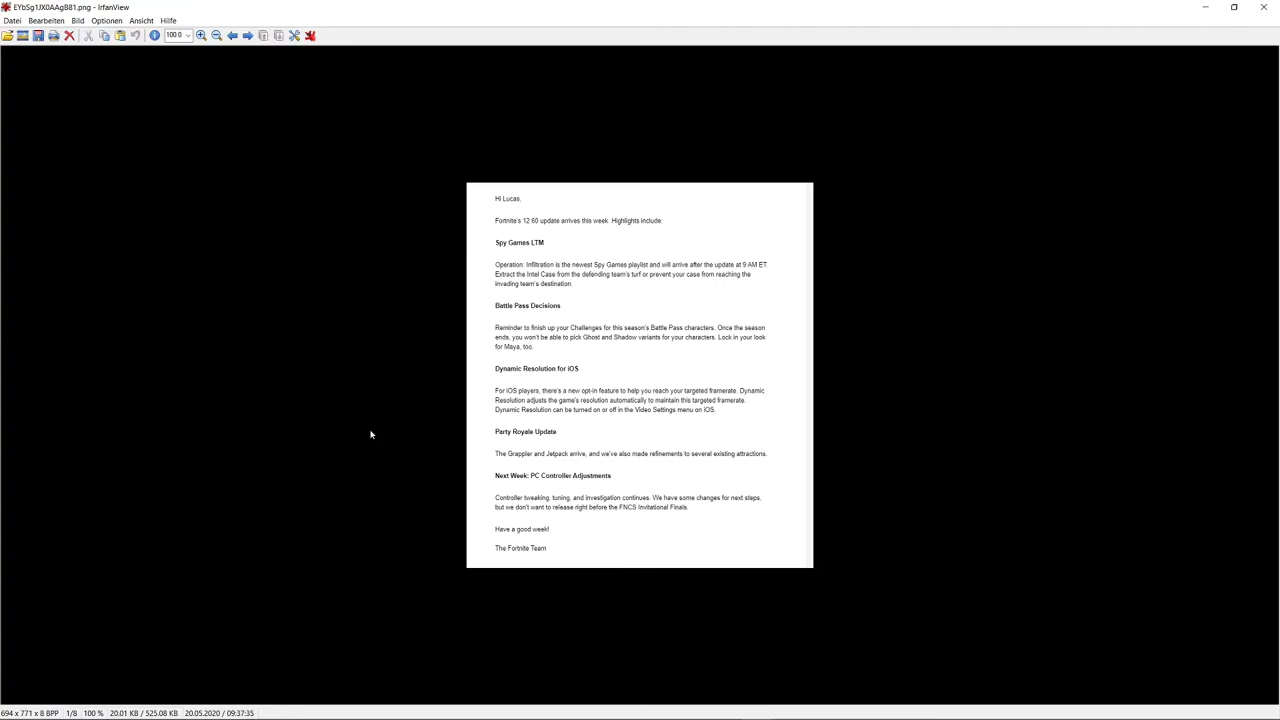 EYbSg1JX0AAgB81.png - IrfanView
Datei Bearbeiten Bild Optionen Ansicht Hilfe
100.0
Hi Lucas,
Fortnite's 12.60 update arrives this week. Highlights include:
Spy Games LTM
Operation: Infiltration is the newest Spy Games playlist and will arrive after the update at 9 AM ET.
Extract the Intel Case from the defending team's turf or prevent your case from reaching the
invading team's destination.
Battle Pass Decisions
Reminder to finish up your Challenges for this season's Battle Pass characters. Once the season
ends, you won't be able to pick Ghost and Shadow variants for your characters. Lock in your look
for Maya, too.
Dynamic Resolution for iOS
For iOS players, there's a new opt-in feature to help you reach your targeted framerate. Dynamic
Resolution adjusts the game's resolution automatically to maintain this targeted framerate.
Dynamic Resolution can be turned on or off in the Video Settings menu on iOS.
Party Royale Update
The Grappler and Jetpack arrive, and we've also made refinements to several existing attractions.
Next Week: PC Controller Adjustments
Controller tweaking, tuning, and investigation continues. We have some changes for next steps,
but we don't want to release right before the FNCS Invitational Finals.
Have a good week!
The Fortnite Team
694 x 771 x 8 BPP 1/8 100 % 20.01 KB / 525.08 KB 20.05.2020 / 09:37:35